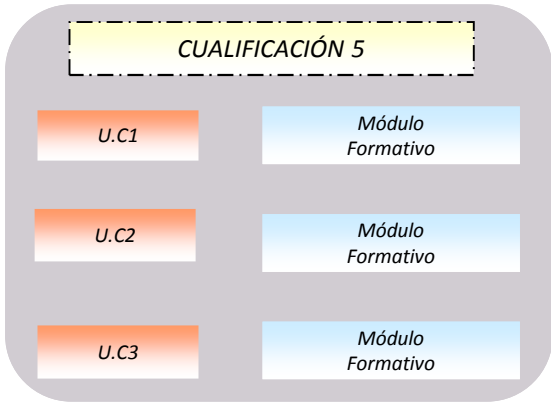 CUALIFICACIÓN 5
U.C1
Módulo
Formativo
U.C2
Módulo
Formativo
U.C3
Módulo
Formativo